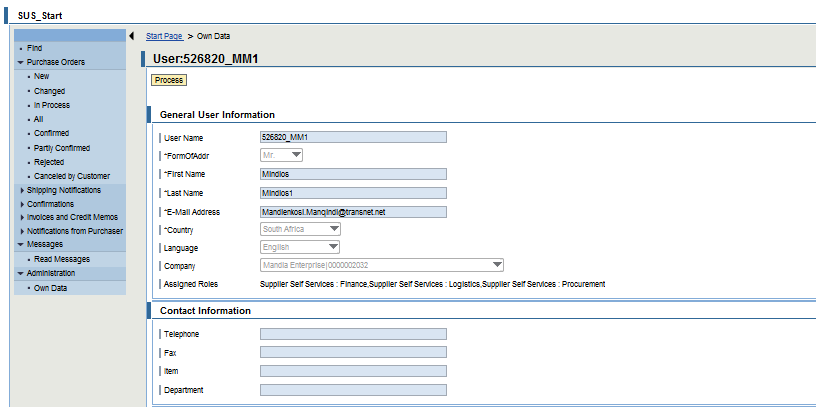 SUS_Start
Start Page > Own Data
Find
Purchase Orders
New
Changed
In Process
All
Confirmed
Partly Confirmed
Rejected
Canceled by Customer
Shipping Notifications
Confirmations
Invoices and Credit Memos
Notifications from Purchaser
Messages
Read Messages
Administration
Own Data
User:526820_MM1
Process
General User Information
User Name 526820_MM1
*FormOfAddr Mr.
*First Name Mindlos
*Last Name Mindlos1
*E-Mail Address Mandlenkosi.Manqindi@transnet.net
*Country South Africa
Language English
Company Mandla Enterprise|0000002032
Assigned Roles Supplier Self Services : Finance,Supplier Self Services : Logistics,Supplier Self Services : Procurement
Contact Information
Telephone
Fax
Item
Department